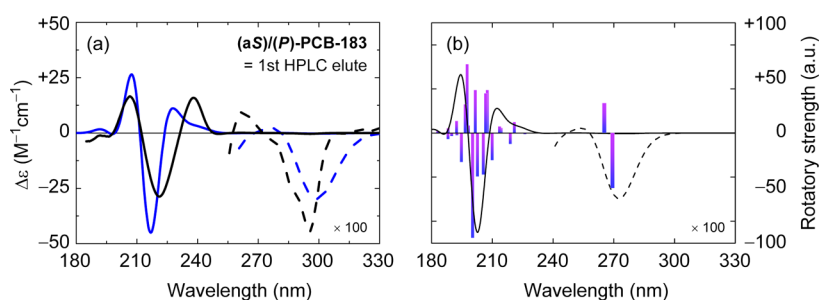 +50
+25
0
−25
−50
Δε (M⁻¹cm⁻¹)
(a)
(aS)/(P)-PCB-183
= 1st HPLC elute
× 100
180 210 240 270 300 330
Wavelength (nm)
(b)
× 100
180 210 240 270 300 330
Wavelength (nm)
+100
+50
0
−50
−100
Rotatory strength (a.u.)